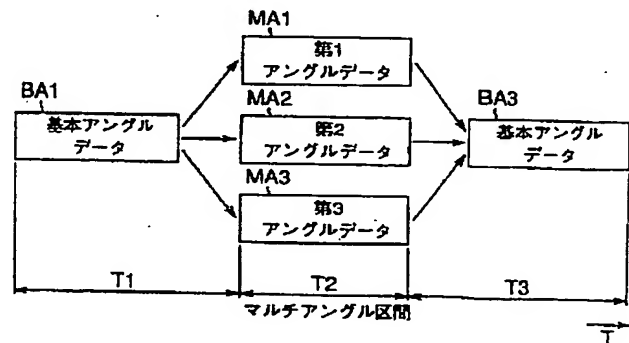 MA1
第1
アングルデータ
BA1
基本アングル
データ
MA2
第2
アングルデータ
BA3
基本アングル
データ
MA3
第3
アングルデータ
T1
T2
T3
マルチアングル区間
T